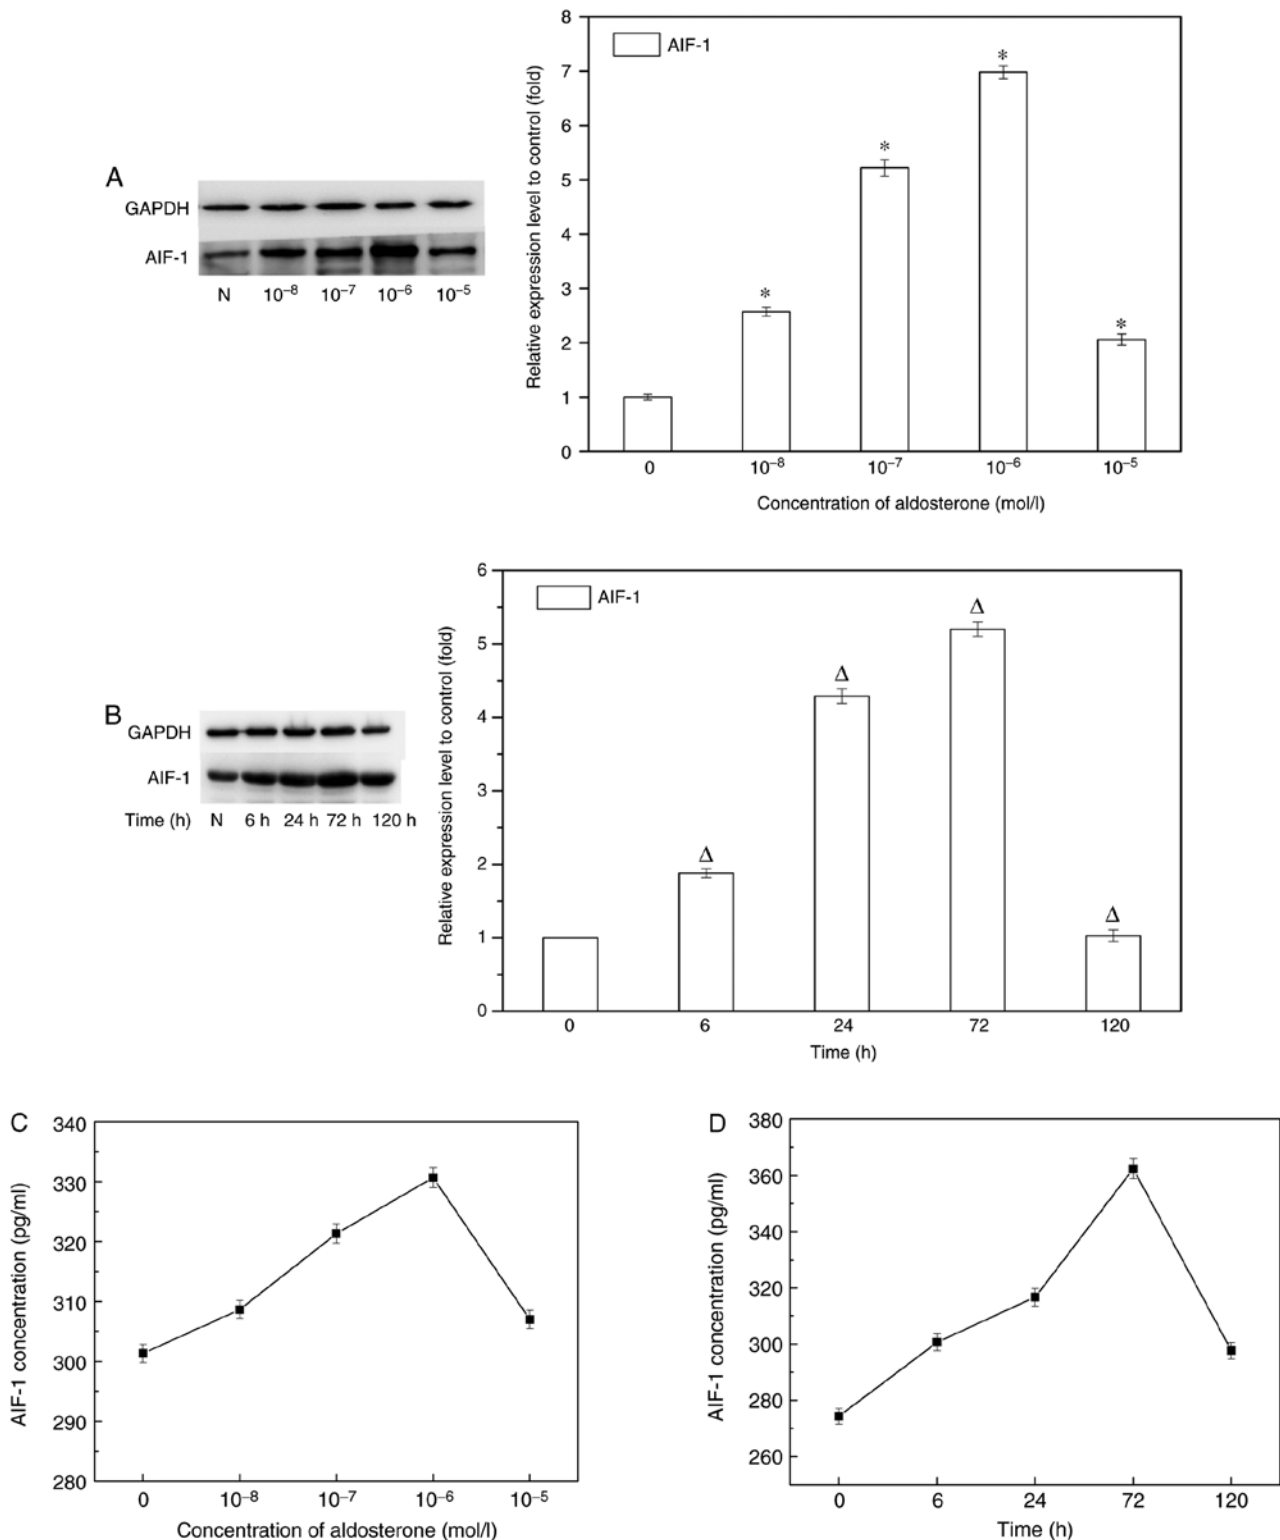 A
GAPDH
AIF-1
N 10⁻⁸ 10⁻⁷ 10⁻⁶ 10⁻⁵
Relative expression level to control (fold)
8
7
6
5
4
3
2
1
0
AIF-1
*
*
*
*
0 10⁻⁸ 10⁻⁷ 10⁻⁶ 10⁻⁵
Concentration of aldosterone (mol/l)
B
GAPDH
AIF-1
Time (h) N 6 h 24 h 72 h 120 h
Relative expression level to control (fold)
6
5
4
3
2
1
0
AIF-1
Δ
Δ
Δ
Δ
0 6 24 72 120
Time (h)
C
AIF-1 concentration (pg/ml)
340
330
320
310
300
290
280
0 10⁻⁸ 10⁻⁷ 10⁻⁶ 10⁻⁵
Concentration of aldosterone (mol/l)
D
AIF-1 concentration (pg/ml)
380
360
340
320
300
280
260
0 6 24 72 120
Time (h)